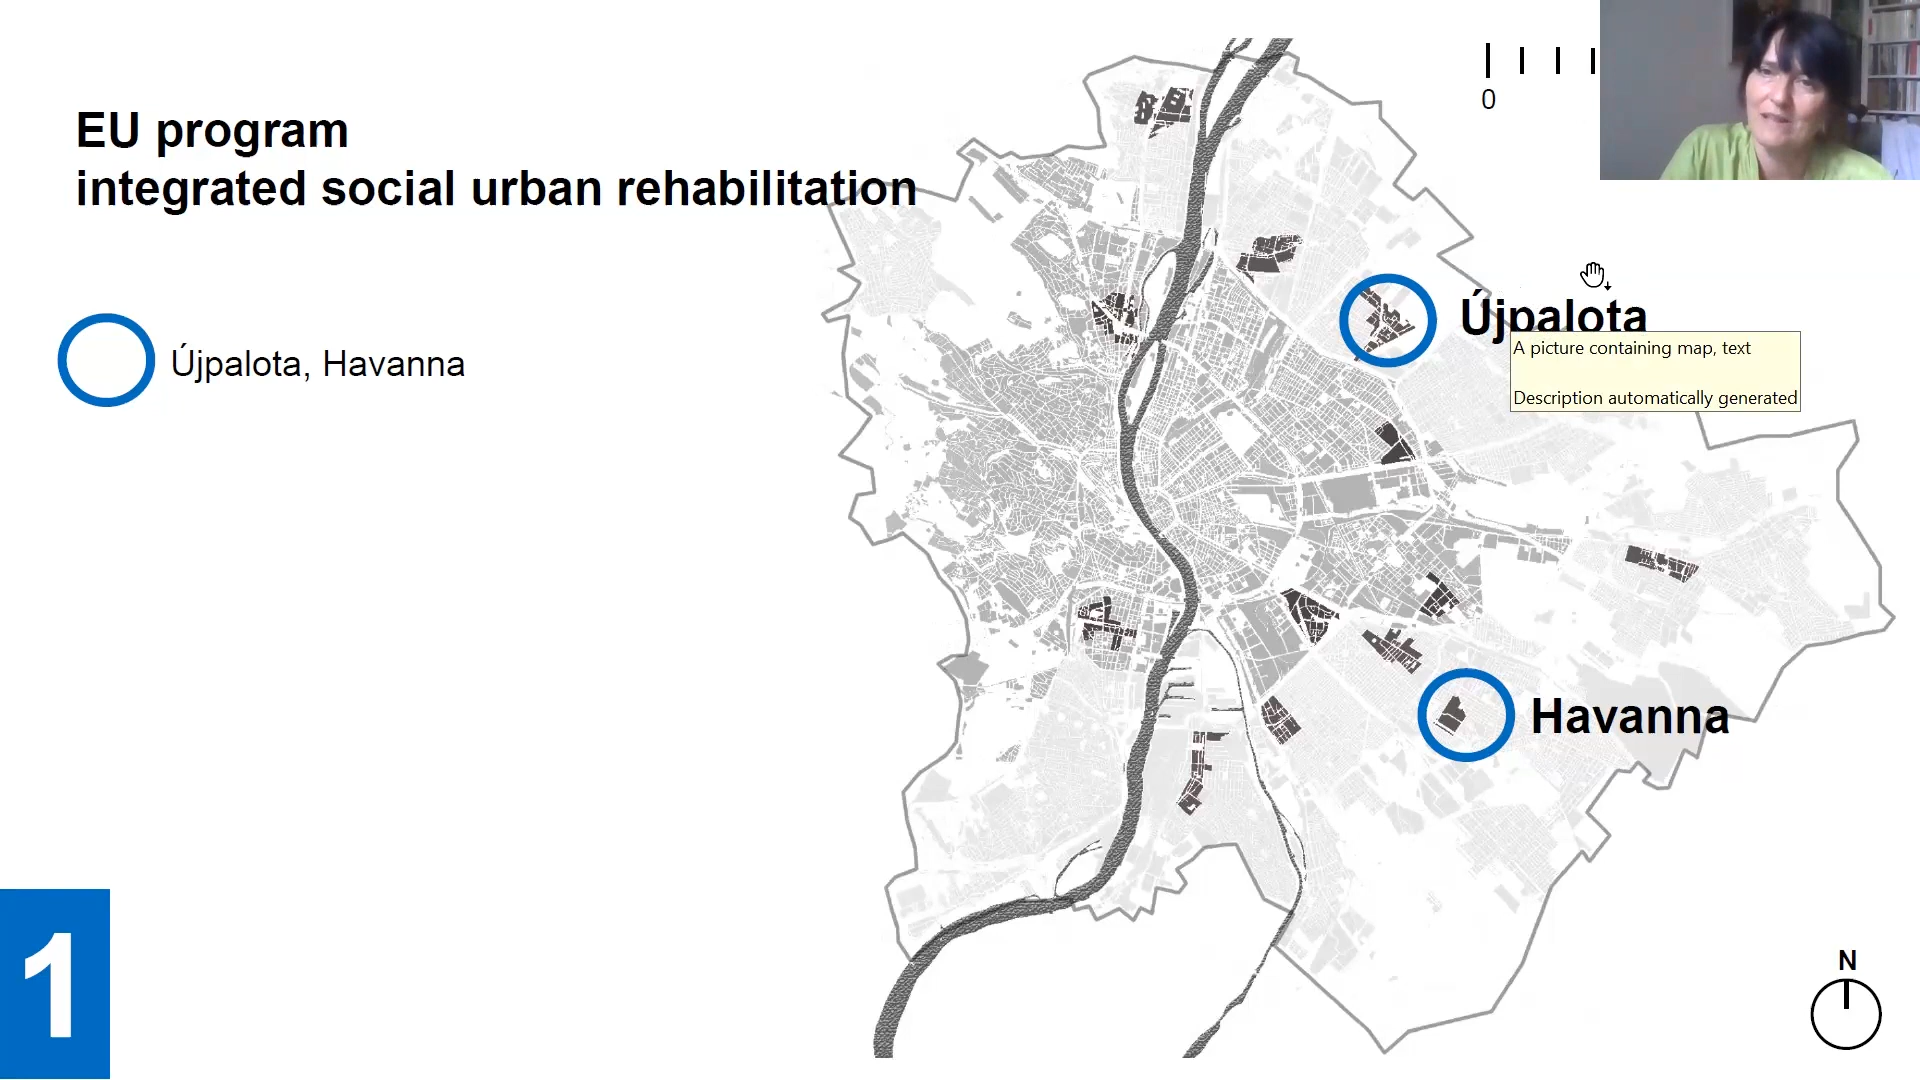 EU program
integrated social urban rehabilitation
Újpalota, Havanna
0
Újpalota
A picture containing map, text
Description automatically generated
Havanna
N
1